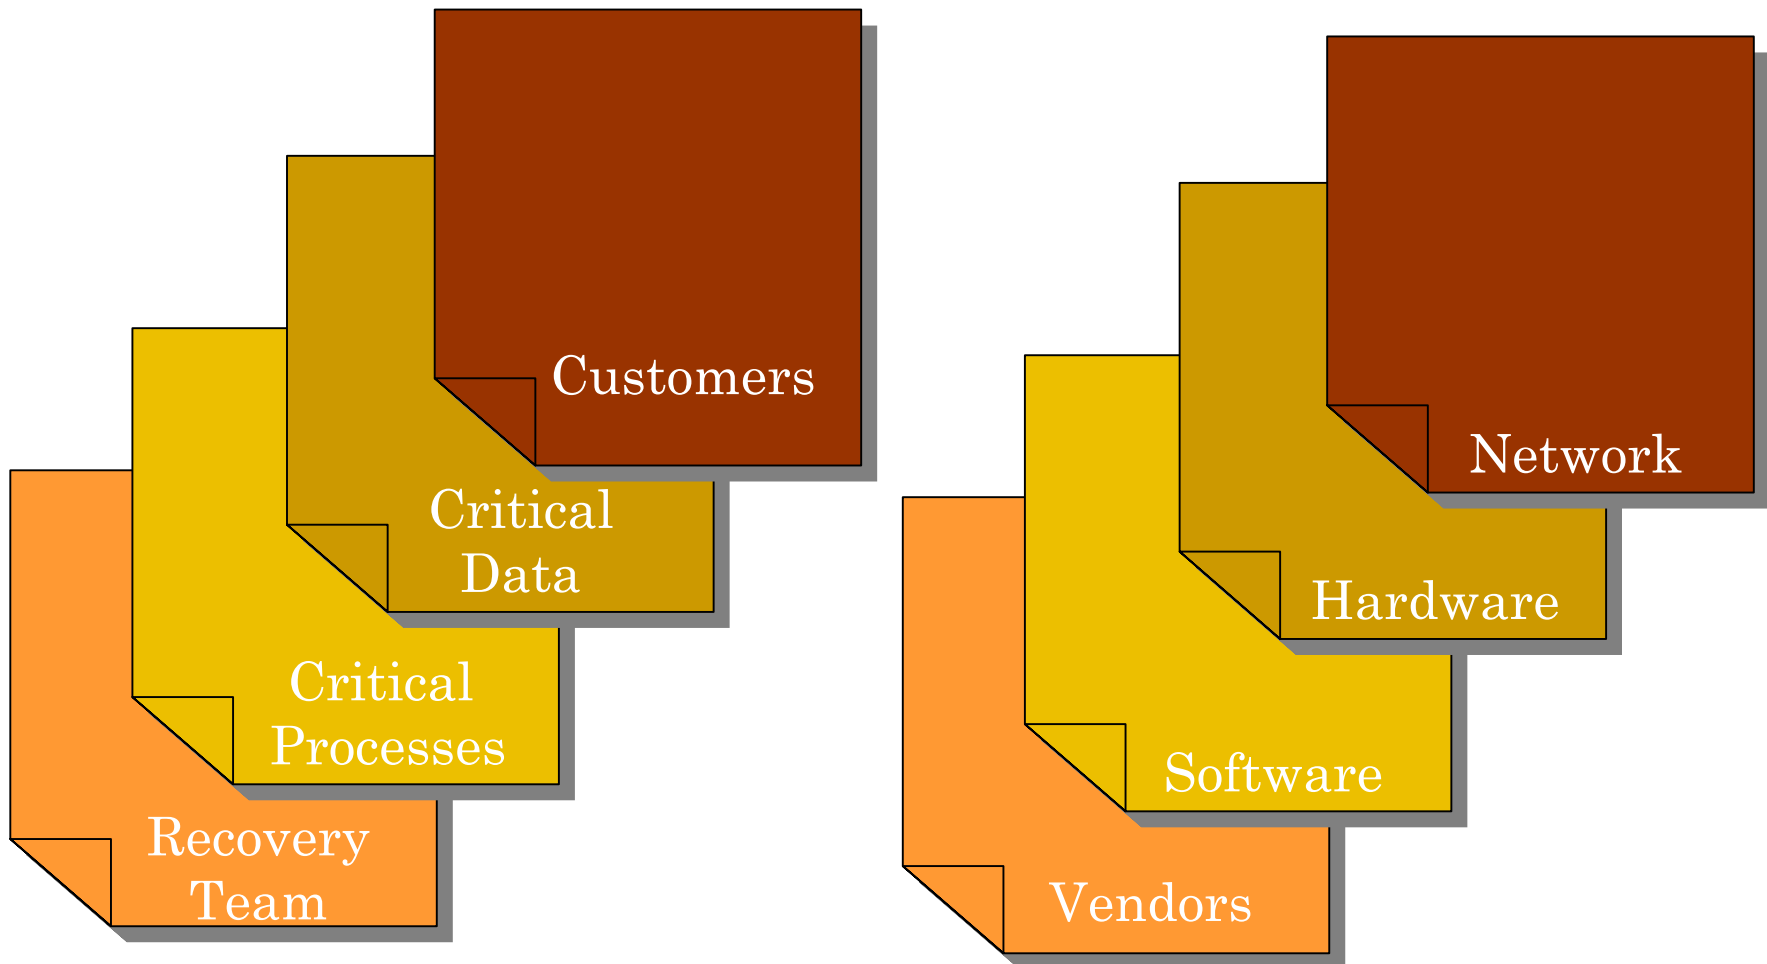 Customers
Critical
Data
Critical
Processes
Recovery
Team
Network
Hardware
Software
Vendors